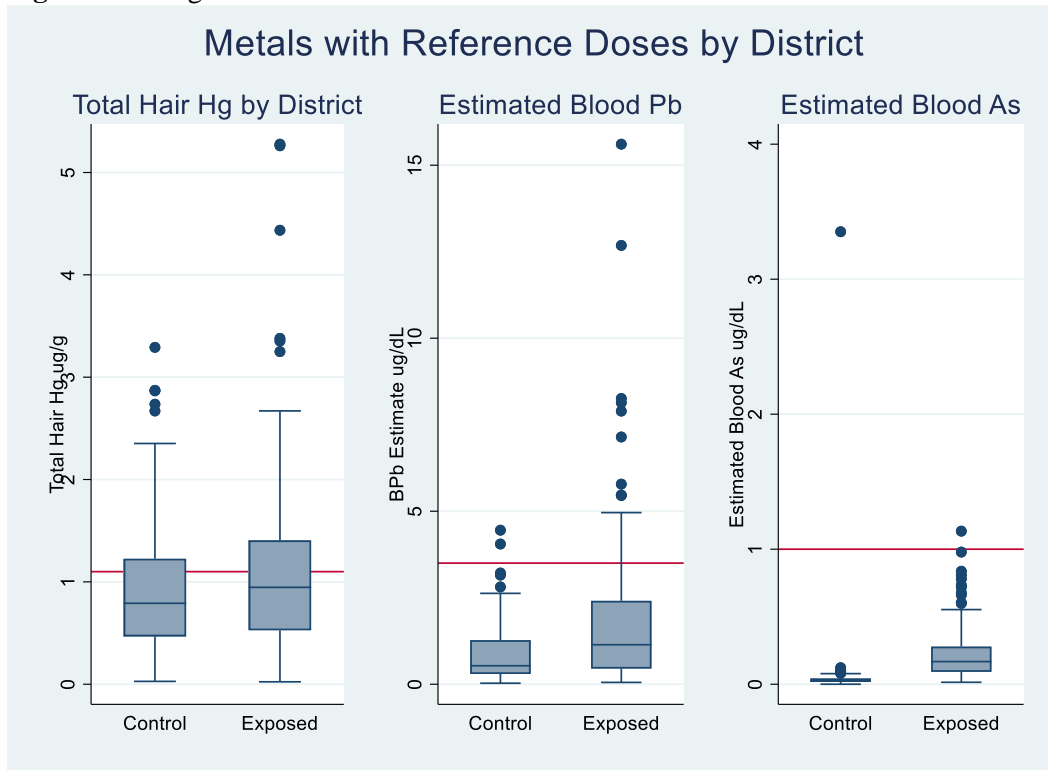 Metals with Reference Doses by District
Total Hair Hg by District
Total Hair Hg ug/g
5
4
3
2
1
0
Control Exposed
Estimated Blood Pb
BPb Estimate ug/dL
15
10
5
0
Control Exposed
Estimated Blood As
Estimated Blood As ug/dL
4
3
2
1
0
Control Exposed